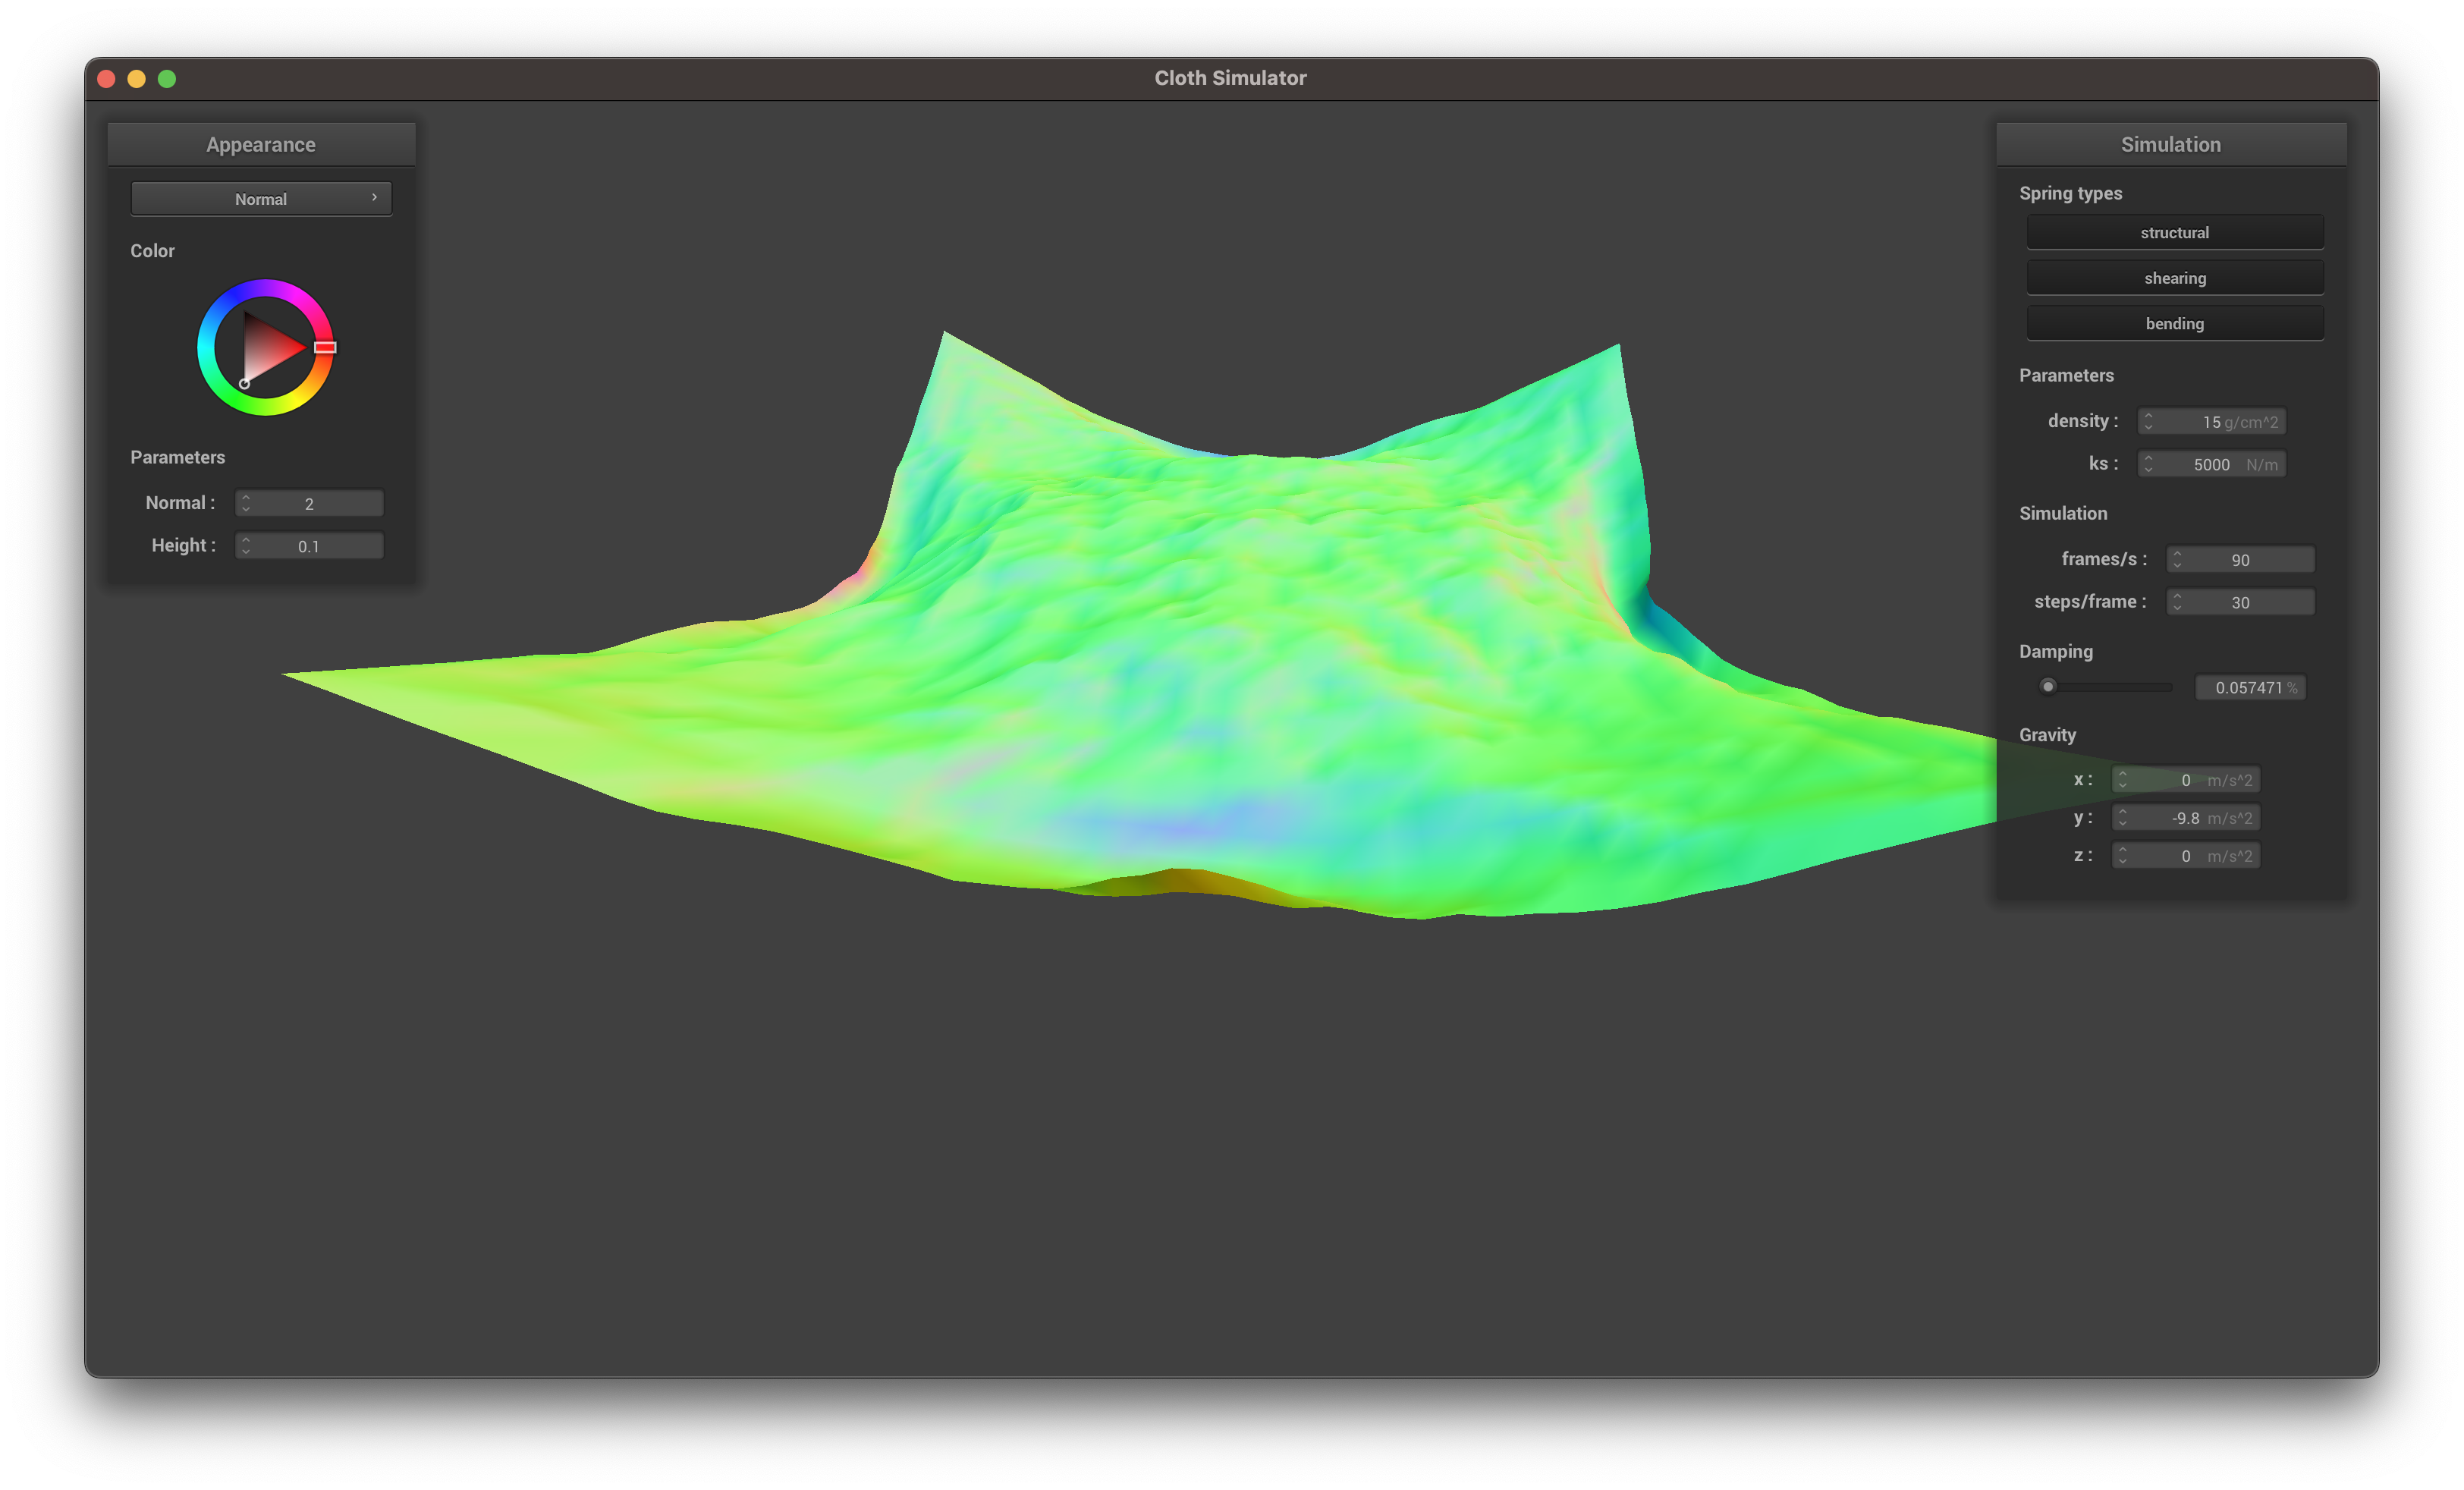 Cloth Simulator
Appearance
Normal
Color
Parameters
Normal : 2
Height : 0.1
Simulation
Spring types
structural
shearing
bending
Parameters
density : 15 g/cm^2
ks : 5000 N/m
Simulation
frames/s : 90
steps/frame : 30
Damping
0.057471 %
Gravity
x : 0 m/s^2
y : -9.8 m/s^2
z : 0 m/s^2